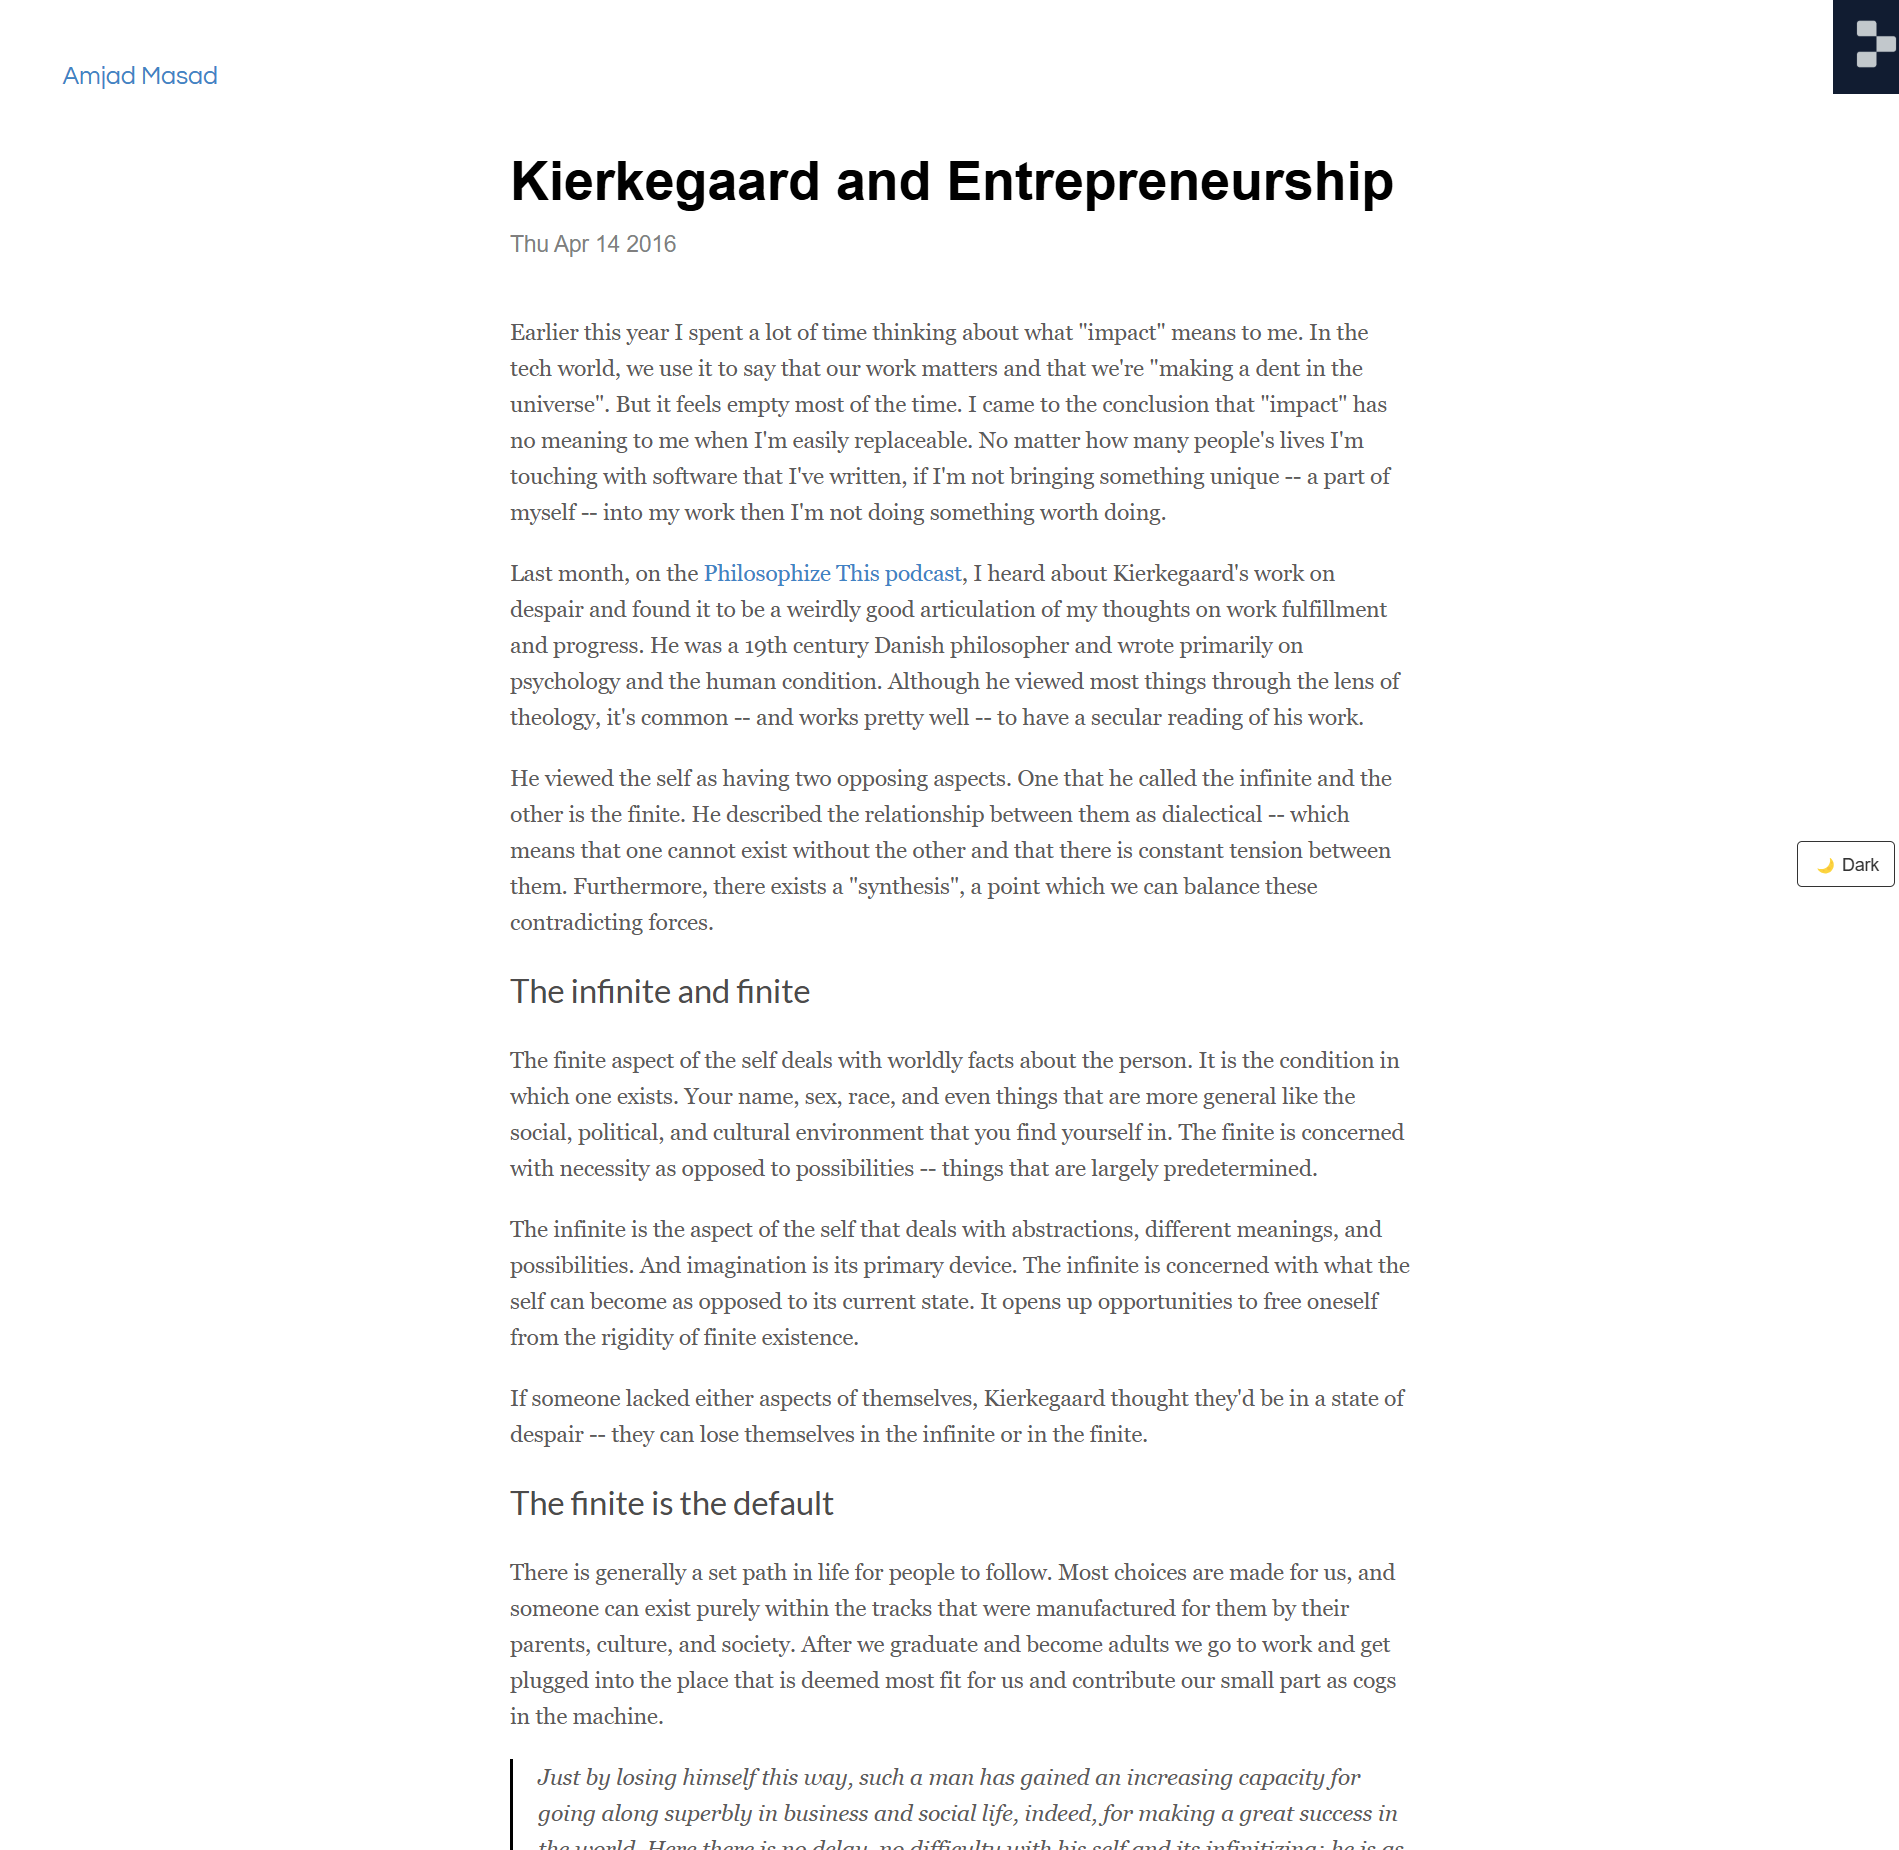 Amjad Masad
Kierkegaard and Entrepreneurship
Thu Apr 14 2016
Earlier this year I spent a lot of time thinking about what "impact" means to me. In the
tech world, we use it to say that our work matters and that we're "making a dent in the
universe". But it feels empty most of the time. I came to the conclusion that "impact" has
no meaning to me when I'm easily replaceable. No matter how many people's lives I'm
touching with software that I've written, if I'm not bringing something unique -- a part of
myself -- into my work then I'm not doing something worth doing.
Last month, on the Philosophize This podcast, I heard about Kierkegaard's work on
despair and found it to be a weirdly good articulation of my thoughts on work fulfillment
and progress. He was a 19th century Danish philosopher and wrote primarily on
psychology and the human condition. Although he viewed most things through the lens of
theology, it's common -- and works pretty well -- to have a secular reading of his work.
He viewed the self as having two opposing aspects. One that he called the infinite and the
other is the finite. He described the relationship between them as dialectical -- which
means that one cannot exist without the other and that there is constant tension between
them. Furthermore, there exists a "synthesis", a point which we can balance these
contradicting forces.
Dark
The infinite and finite
The finite aspect of the self deals with worldly facts about the person. It is the condition in
which one exists. Your name, sex, race, and even things that are more general like the
social, political, and cultural environment that you find yourself in. The finite is concerned
with necessity as opposed to possibilities -- things that are largely predetermined.
The infinite is the aspect of the self that deals with abstractions, different meanings, and
possibilities. And imagination is its primary device. The infinite is concerned with what the
self can become as opposed to its current state. It opens up opportunities to free oneself
from the rigidity of finite existence.
If someone lacked either aspects of themselves, Kierkegaard thought they'd be in a state of
despair -- they can lose themselves in the infinite or in the finite.
The finite is the default
There is generally a set path in life for people to follow. Most choices are made for us, and
someone can exist purely within the tracks that were manufactured for them by their
parents, culture, and society. After we graduate and become adults we go to work and get
plugged into the place that is deemed most fit for us and contribute our small part as cogs
in the machine.
Just by losing himself this way, such a man has gained an increasing capacity for
going along superbly in business and social life, indeed, for making a great success in
the world. Here there is no delay, no difficulty with his self and its infinitizing; he is as